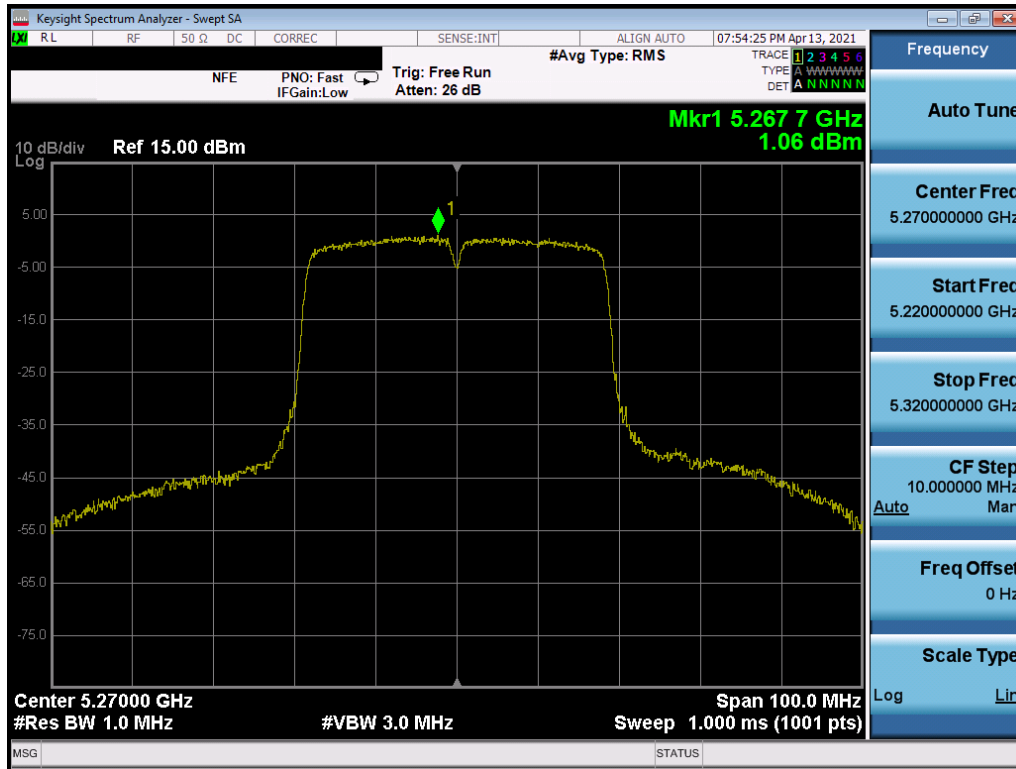 Keysight Spectrum Analyzer - Swept SA
LXI RL RF 50 Ω DC CORREC SENSE:INT ALIGN AUTO 07:54:25 PM Apr 13, 2021
NFE PNO: Fast IFGain:Low Trig: Free Run Atten: 26 dB #Avg Type: RMS
TRACE 1 2 3 4 5 6
TYPE A WWWWW
DET A N N N N N
Mkr1 5.267 7 GHz
1.06 dBm
10 dB/div Ref 15.00 dBm
Log
1
5.00
-5.00
-15.0
-25.0
-35.0
-45.0
-55.0
-65.0
-75.0
Center 5.27000 GHz Span 100.0 MHz
#Res BW 1.0 MHz #VBW 3.0 MHz Sweep 1.000 ms (1001 pts)
MSG STATUS
Frequency
Auto Tune
Center Freq
5.270000000 GHz
Start Freq
5.220000000 GHz
Stop Freq
5.320000000 GHz
CF Step
10.000000 MHz
Auto Man
Freq Offset
0 Hz
Scale Type
Log Lin